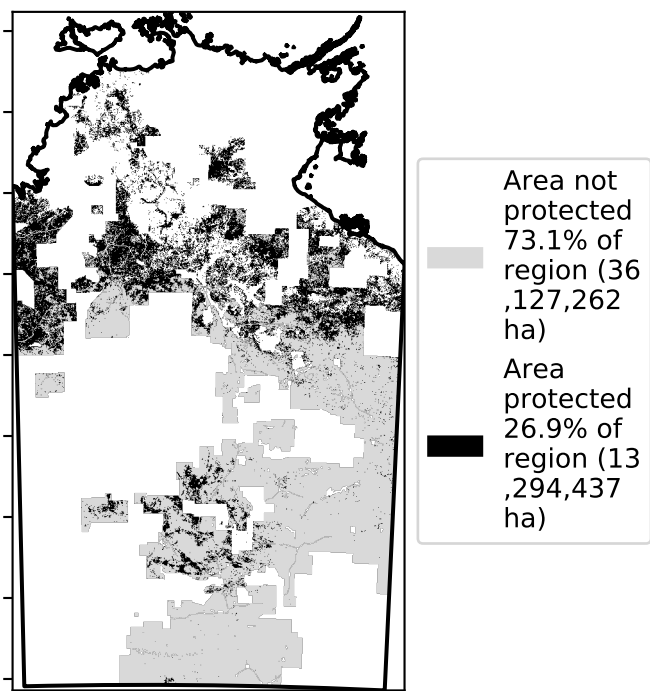 Area not
protected
73.1% of
region (36
,127,262
ha)
Area
protected
26.9% of
region (13
,294,437
ha)